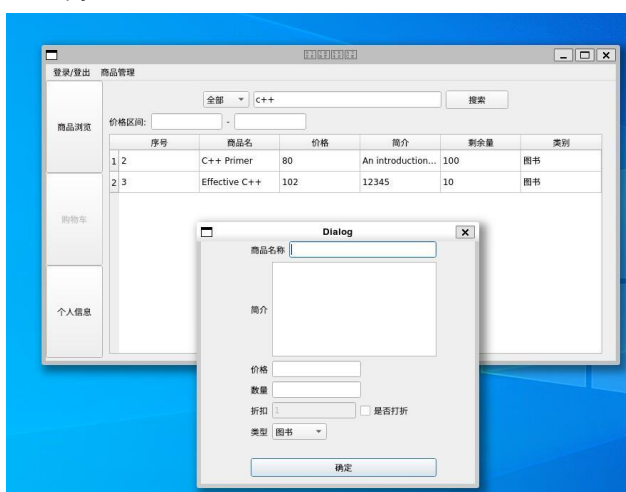 登录/登出 商品管理
商品浏览
购物车
个人信息
全部 c++ 搜索
价格区间: -
序号 商品名 价格 简介 剩余量 类别
1 2 C++ Primer 80 An introduction... 100 图书
2 3 Effective C++ 102 12345 10 图书
Dialog
商品名称
简介
价格
数量
折扣 1 是否打折
类型 图书
确定